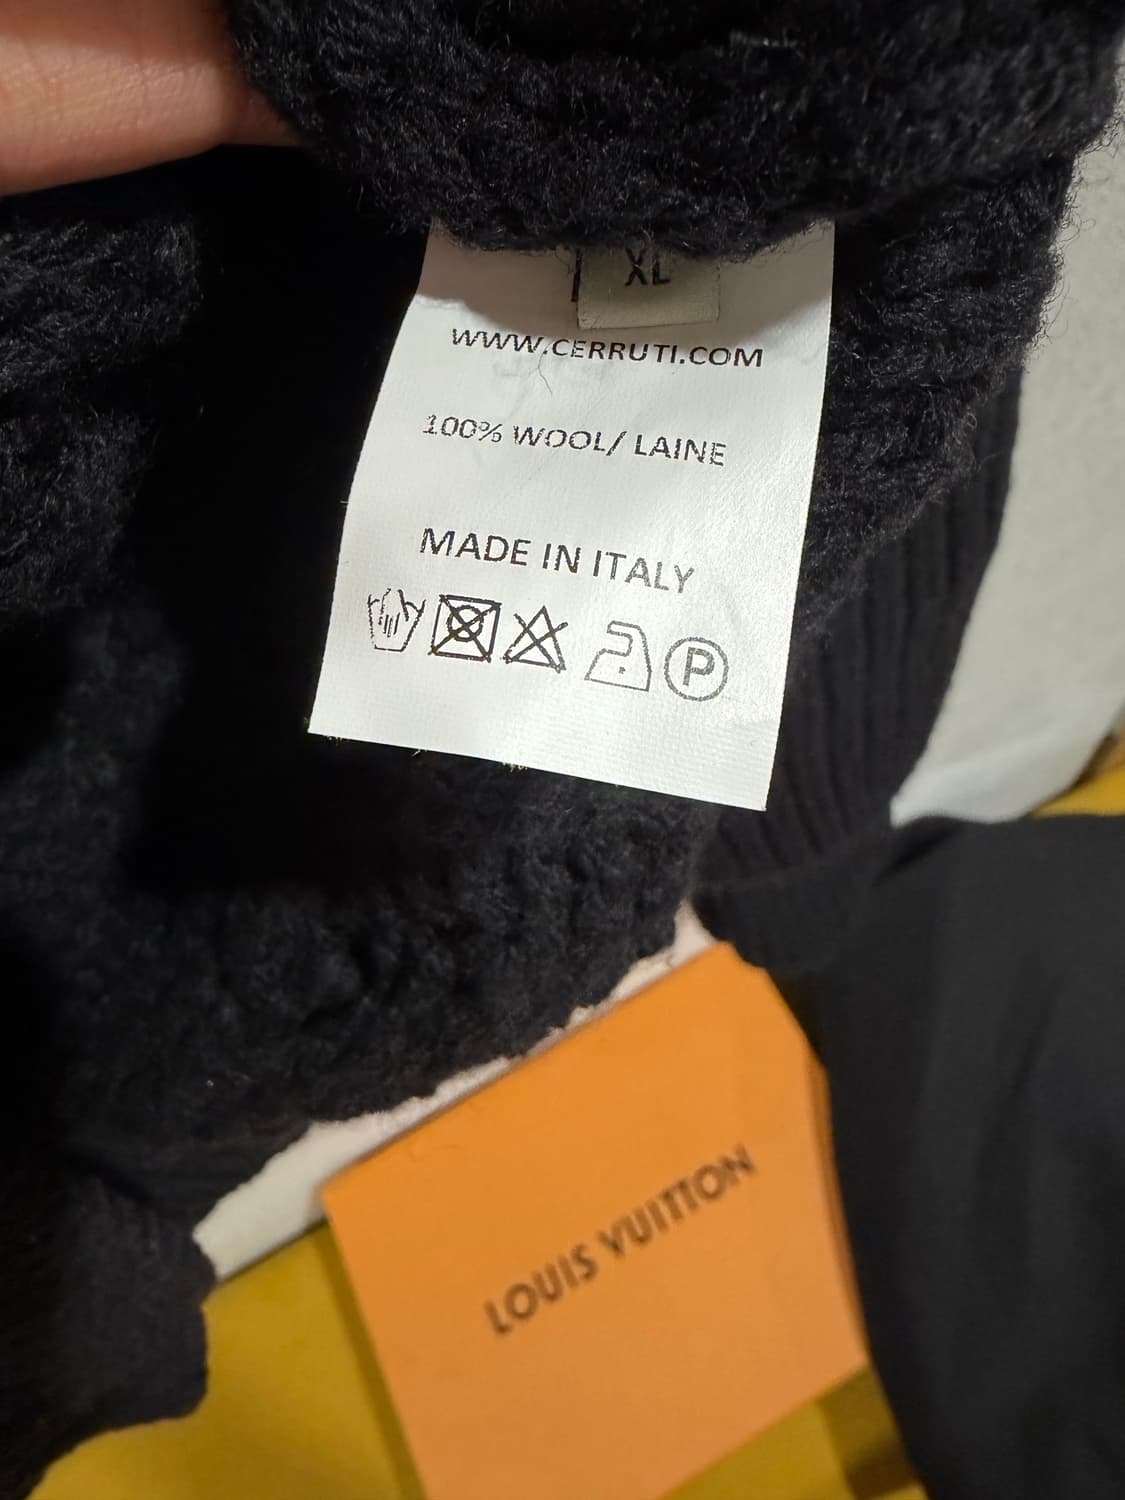 XL
WWW.CERRUTI.COM
100% WOOL/ LAINE
MADE IN ITALY
P
LOUIS VUITTON